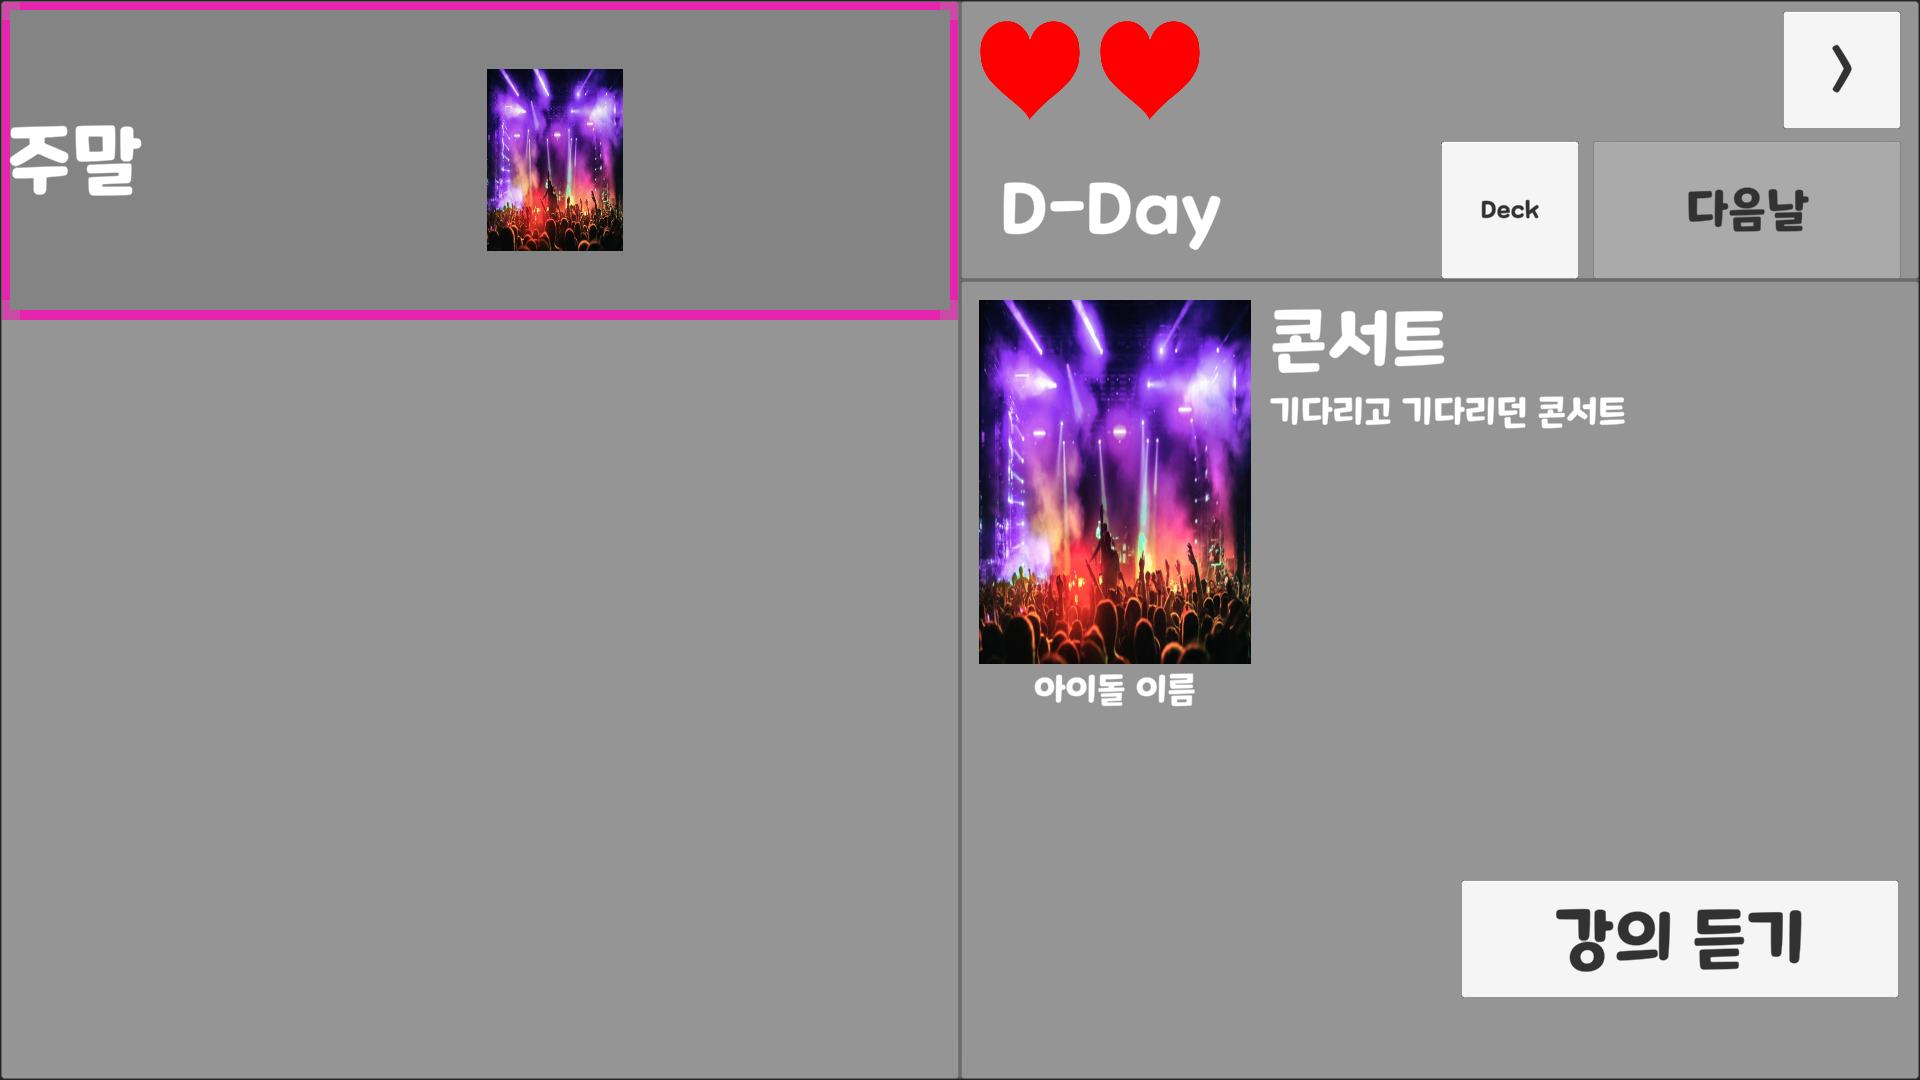 주말
D-Day
Deck
다음날
콘서트
기다리고 기다리던 콘서트
아이돌 이름
강의 듣기